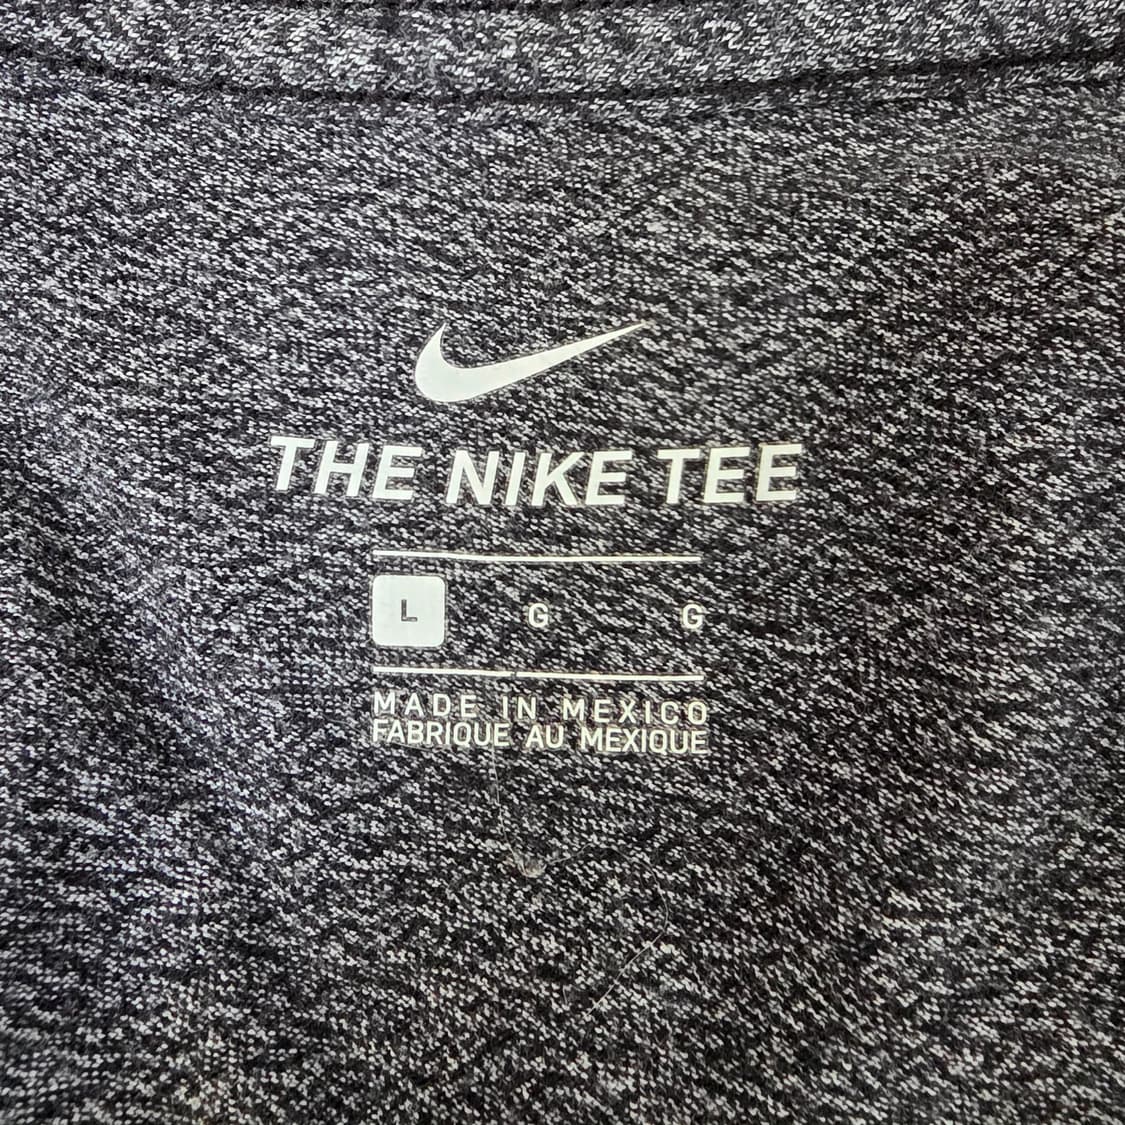 THE NIKE TEE
L G G
MADE IN MEXICO
FABRIQUE AU MEXIQUE